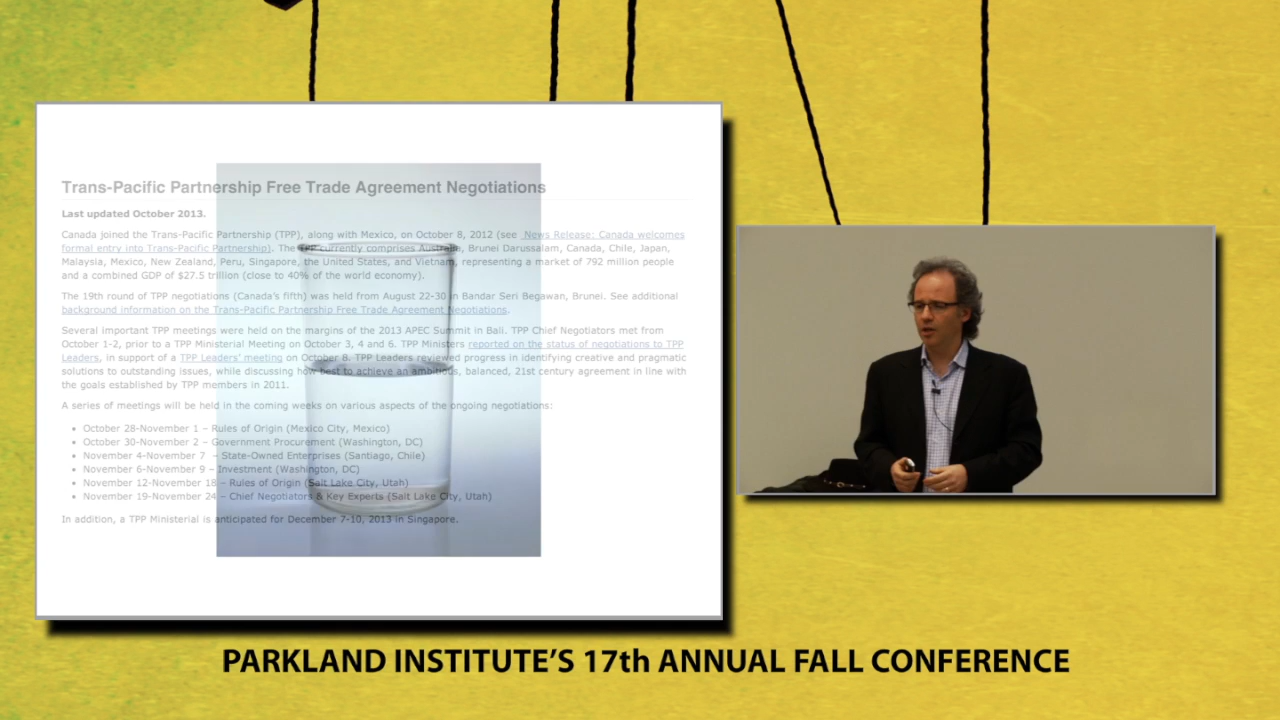 Trans-Pacific Partnership Free Trade Agreement Negotiations
Last updated October 2013.
Canada joined the Trans-Pacific Partnership (TPP), along with Mexico, on October 8, 2012 (see News Release: Canada welcomes
formal entry into Trans-Pacific Partnership). The TPP currently comprises Australia, Brunei Darussalam, Canada, Chile, Japan,
Malaysia, Mexico, New Zealand, Peru, Singapore, the United States, and Vietnam, representing a market of 792 million people
and a combined GDP of $27.5 trillion (close to 40% of the world economy).
The 19th round of TPP negotiations (Canada's fifth) was held from August 22-30 in Bandar Seri Begawan, Brunei. See additional
background information on the Trans-Pacific Partnership Free Trade Agreement Negotiations.
Several important TPP meetings were held on the margins of the 2013 APEC Summit in Bali. TPP Chief Negotiators met from
October 1-2, prior to a TPP Ministerial Meeting on October 3, 4 and 6. TPP Ministers reported on the status of negotiations to TPP
Leaders, in support of a TPP Leaders' meeting on October 8. TPP Leaders reviewed progress in identifying creative and pragmatic
solutions to outstanding issues, while discussing how best to achieve an ambitious, balanced, 21st century agreement in line with
the goals established by TPP members in 2011.
A series of meetings will be held in the coming weeks on various aspects of the ongoing negotiations:
• October 28-November 1 – Rules of Origin (Mexico City, Mexico)
• October 30-November 2 – Government Procurement (Washington, DC)
• November 4-November 7 – State-Owned Enterprises (Santiago, Chile)
• November 6-November 9 – Investment (Washington, DC)
• November 12-November 18 – Rules of Origin (Salt Lake City, Utah)
• November 19-November 24 – Chief Negotiators & Key Experts (Salt Lake City, Utah)
In addition, a TPP Ministerial is anticipated for December 7-10, 2013 in Singapore.
PARKLAND INSTITUTE'S 17th ANNUAL FALL CONFERENCE